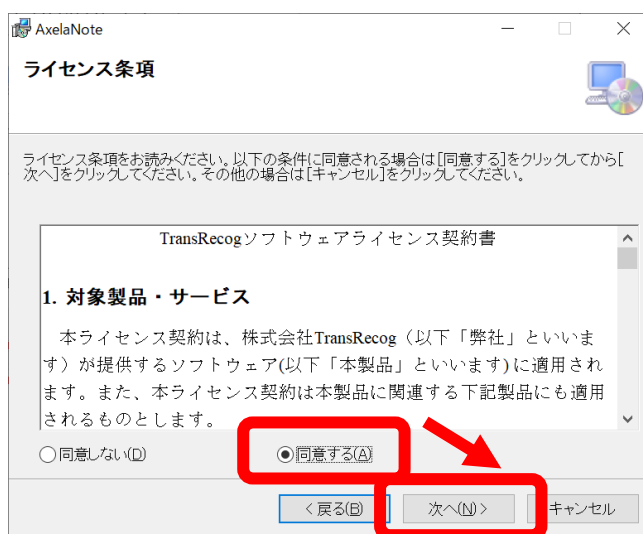 AxelaNote
ライセンス条項
ライセンス条項をお読みください。以下の条件に同意される場合は[同意する]をクリックしてから[
次へ]をクリックしてください。その他の場合は[キャンセル]をクリックしてください。
TransRecogソフトウェアライセンス契約書
1. 対象製品・サービス
本ライセンス契約は、株式会社TransRecog（以下「弊社」といいま
す）が提供するソフトウェア(以下「本製品」といいます) に適用され
ます。また、本ライセンス契約は本製品に関連する下記製品にも適用
されるものとします。
同意しない(D) 同意する(A)
< 戻る(B) 次へ(N) > キャンセル